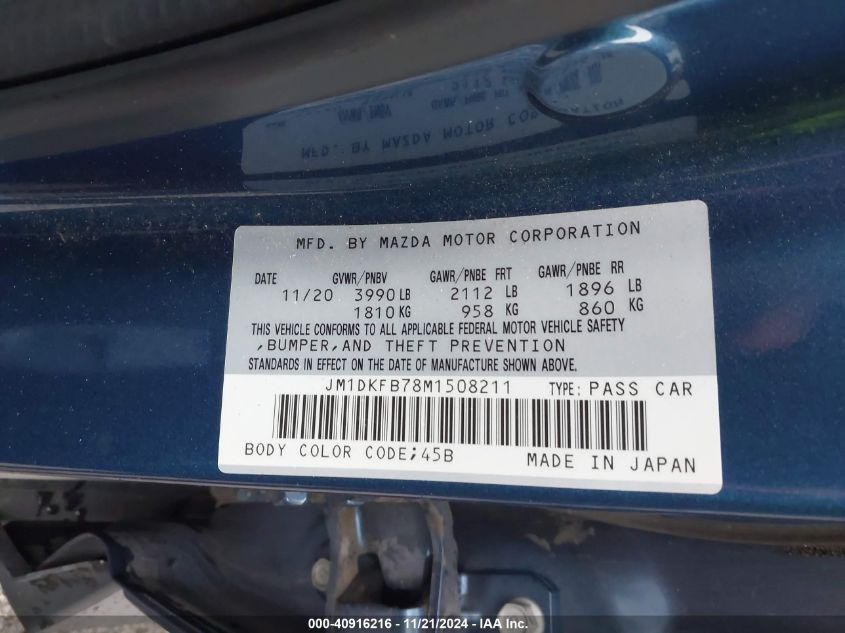 MFD. BY MAZDA MOTOR CORPORATION
DATE GVWR/PNBV GAWR/PNBE FRT GAWR/PNBE RR
11/20 3990 LB 2112 LB 1896 LB
1810 KG 958 KG 860 KG
THIS VEHICLE CONFORMS TO ALL APPLICABLE FEDERAL MOTOR VEHICLE SAFETY
,BUMPER,AND THEFT PREVENTION
STANDARDS IN EFFECT ON THE DATE OF MANUFACTURE SHOWN ABOVE.
JM1DKFB78M1508211 TYPE: PASS CAR
BODY COLOR CODE;45B MADE IN JAPAN
000-40916216 - 11/21/2024 - IAA Inc.